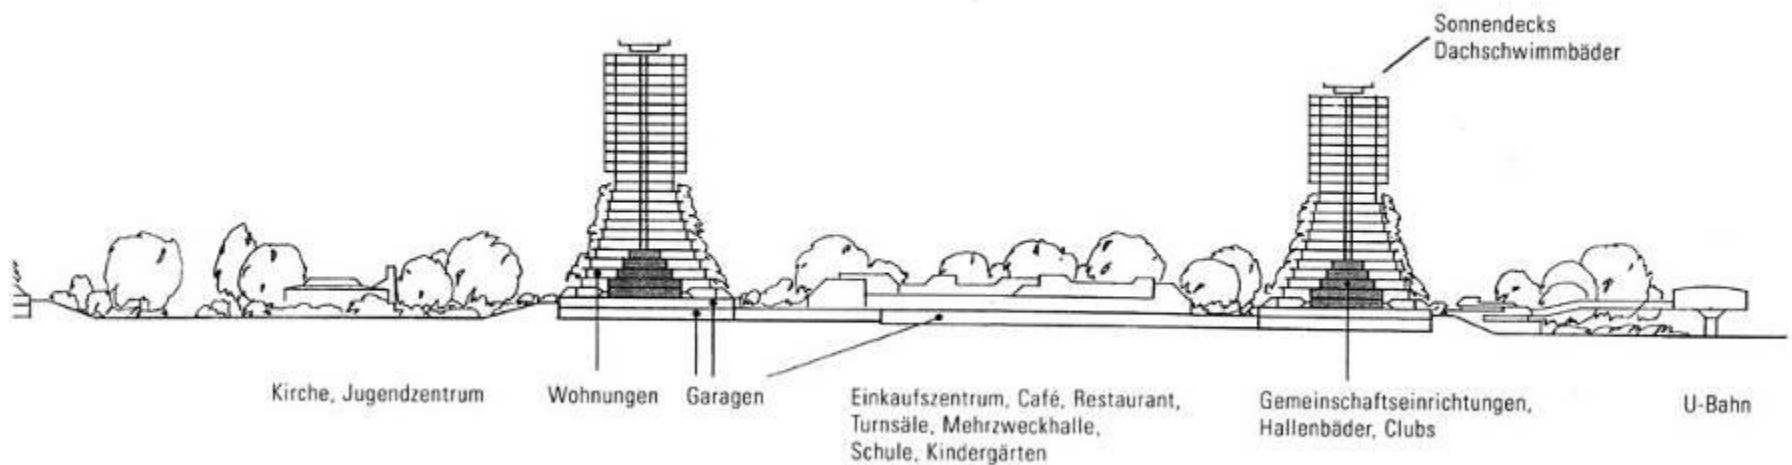 Sonnendecks
Dachschwimmbäder
Kirche, Jugendzentrum
Wohnungen
Garagen
Einkaufszentrum, Café, Restaurant,
Turnsäle, Mehrzweckhalle,
Schule, Kindergärten
Gemeinschaftseinrichtungen,
Hallenbäder, Clubs
U-Bahn